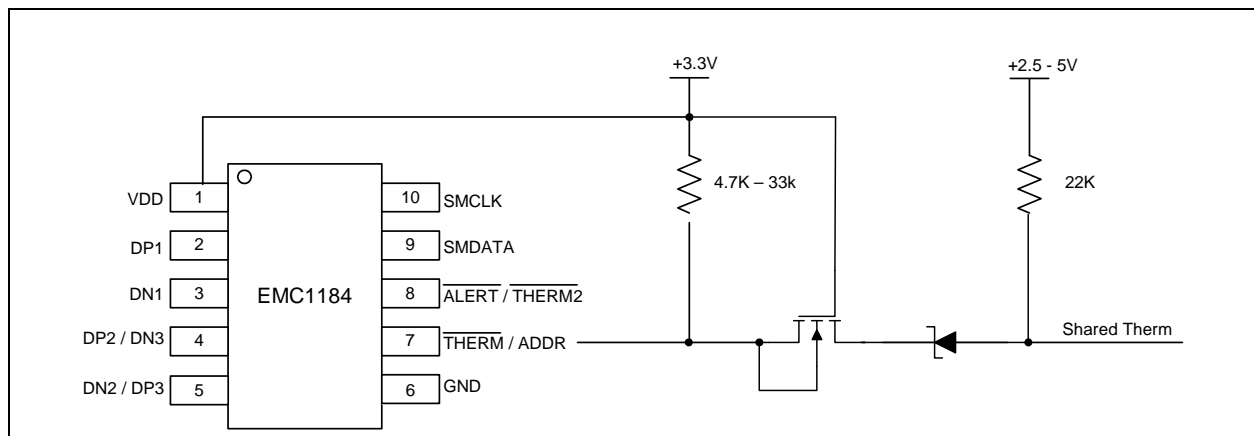 +3.3V
+2.5 - 5V
4.7K – 33k
22K
VDD 1
10 SMCLK
DP1 2
9 SMDATA
DN1 3
EMC1184
8 ALERT / THERM2
DP2 / DN3 4
7 THERM / ADDR
Shared Therm
DN2 / DP3 5
6 GND